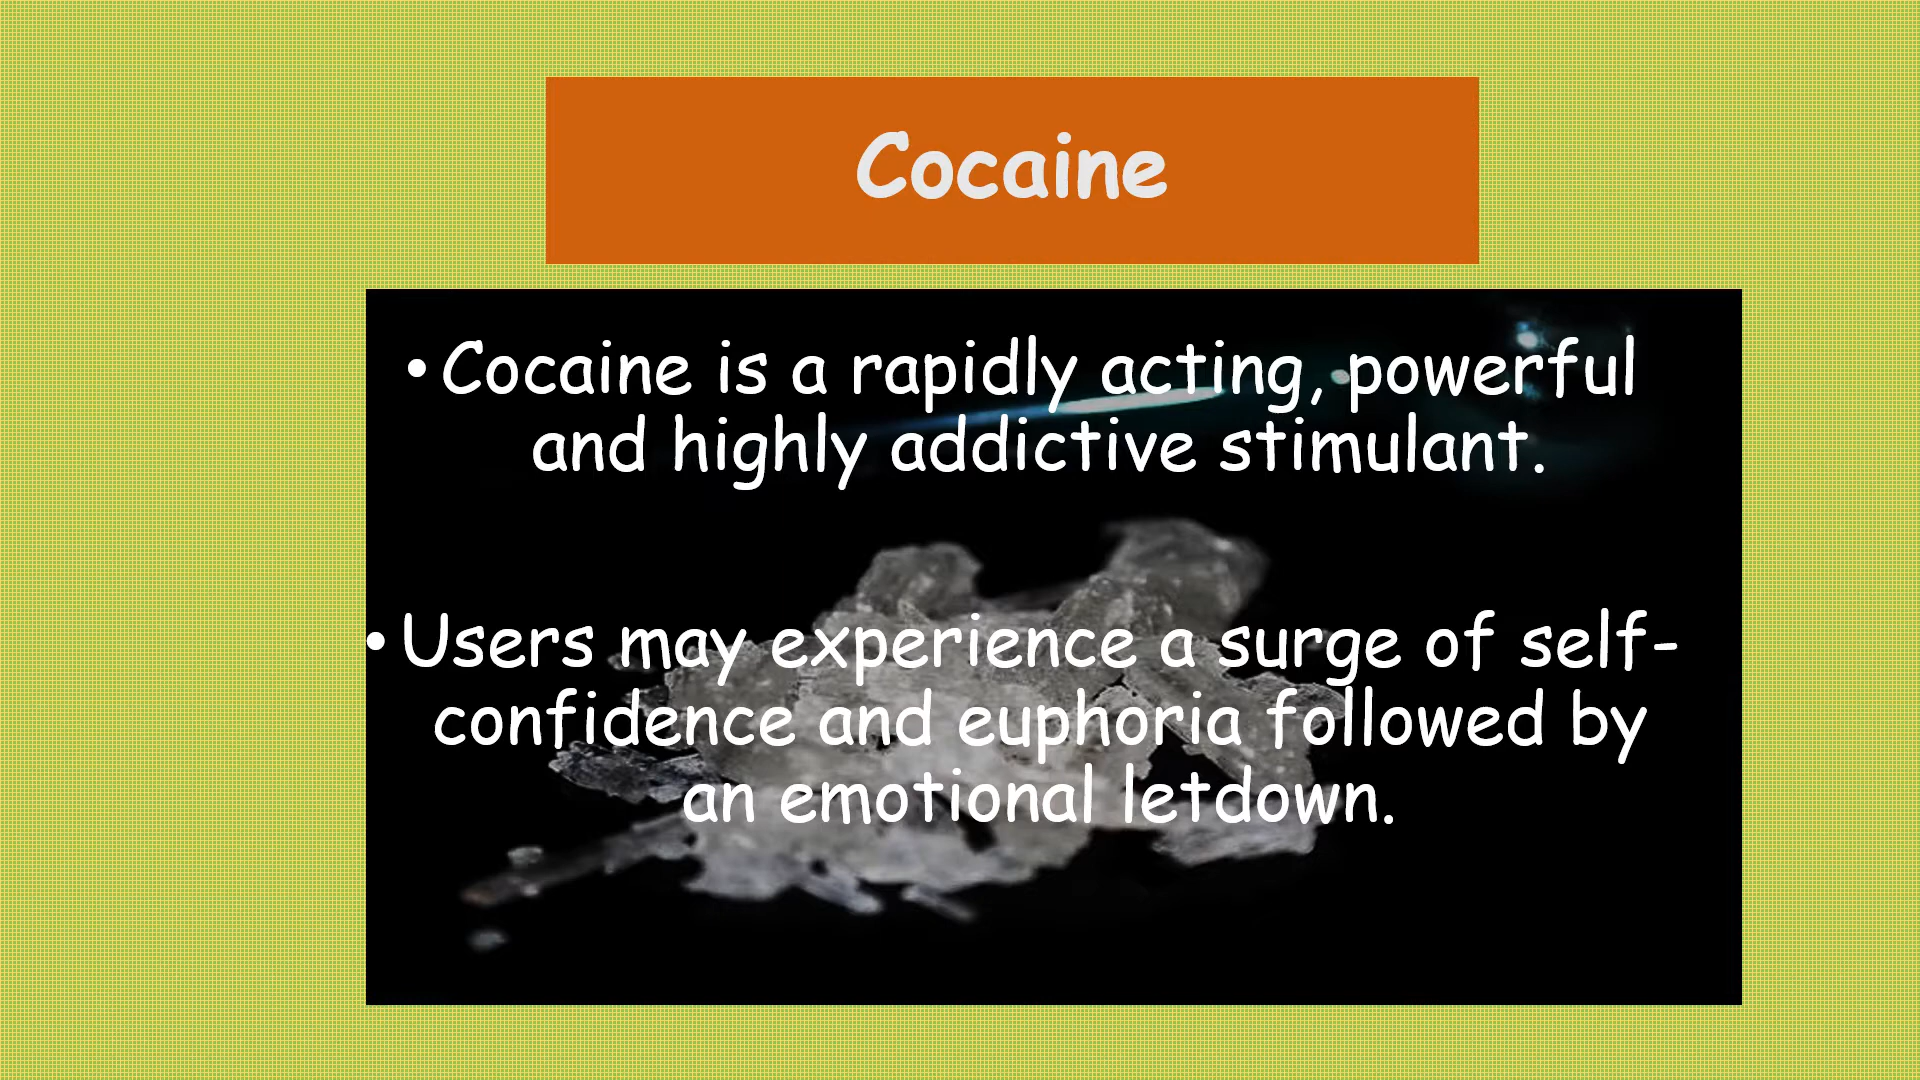 Cocaine
• Cocaine is a rapidly acting, powerful
and highly addictive stimulant.
• Users may experience a surge of self-
confidence and euphoria followed by
an emotional letdown.